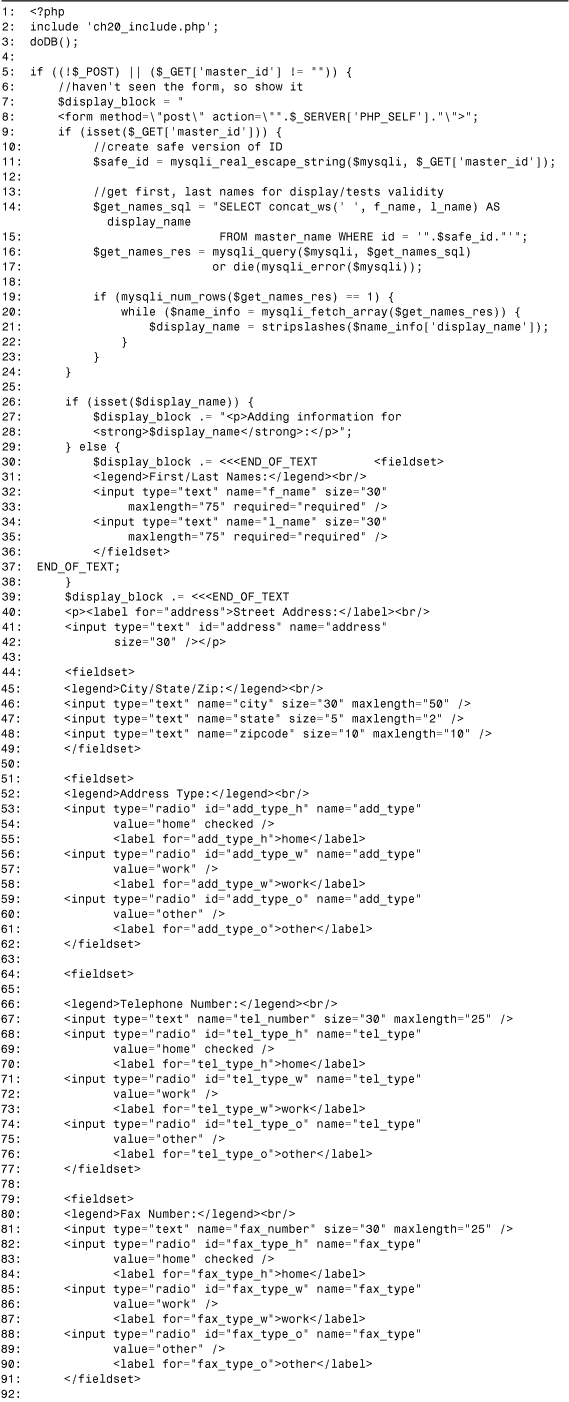 1: <?php
2: include 'ch20_include.php';
3: doDB();
4:
5: if ((!$_POST) || ($_GET['master_id'] != "")) {
6:     //haven't seen the form, so show it
7:     $display_block = "
8:     <form method=\"post\" action=\"".$_SERVER['PHP_SELF']."\">";
9:     if (isset($_GET['master_id'])) {
10:         //create safe version of ID
11:         $safe_id = mysqli_real_escape_string($mysqli, $_GET['master_id']);
12:
13:         //get first, last names for display/tests validity
14:         $get_names_sql = "SELECT concat_ws(' ', f_name, l_name) AS
           display_name
15:                           FROM master_name WHERE id = '".$safe_id."'";
16:         $get_names_res = mysqli_query($mysqli, $get_names_sql)
17:                          or die(mysqli_error($mysqli));
18:
19:         if (mysqli_num_rows($get_names_res) == 1) {
20:             while ($name_info = mysqli_fetch_array($get_names_res)) {
21:                 $display_name = stripslashes($name_info['display_name']);
22:             }
23:         }
24:     }
25:
26:     if (isset($display_name)) {
27:         $display_block .= "<p>Adding information for
28:         <strong>$display_name</strong>:</p>";
29:     } else {
30:         $display_block .= <<<END_OF_TEXT        <fieldset>
31:         <legend>First/Last Names:</legend><br/>
32:         <input type="text" name="f_name" size="30"
33:              maxlength="75" required="required" />
34:         <input type="text" name="l_name" size="30"
35:              maxlength="75" required="required" />
36:         </fieldset>
37: END_OF_TEXT;
38:     }
39:     $display_block .= <<<END_OF_TEXT
40:     <p><label for="address">Street Address:</label><br/>
41:     <input type="text" id="address" name="address"
42:            size="30" /></p>
43:
44:     <fieldset>
45:     <legend>City/State/Zip:</legend><br/>
46:     <input type="text" name="city" size="30" maxlength="50" />
47:     <input type="text" name="state" size="5" maxlength="2" />
48:     <input type="text" name="zipcode" size="10" maxlength="10" />
49:     </fieldset>
50:
51:     <fieldset>
52:     <legend>Address Type:</legend><br/>
53:     <input type="radio" id="add_type_h" name="add_type"
54:            value="home" checked />
55:            <label for="add_type_h">home</label>
56:     <input type="radio" id="add_type_w" name="add_type"
57:            value="work" />
58:            <label for="add_type_w">work</label>
59:     <input type="radio" id="add_type_o" name="add_type"
60:            value="other" />
61:            <label for="add_type_o">other</label>
62:     </fieldset>
63:
64:     <fieldset>
65:
66:     <legend>Telephone Number:</legend><br/>
67:     <input type="text" name="tel_number" size="30" maxlength="25" />
68:     <input type="radio" id="tel_type_h" name="tel_type"
69:            value="home" checked />
70:            <label for="tel_type_h">home</label>
71:     <input type="radio" id="tel_type_w" name="tel_type"
72:            value="work" />
73:            <label for="tel_type_w">work</label>
74:     <input type="radio" id="tel_type_o" name="tel_type"
75:            value="other" />
76:            <label for="tel_type_o">other</label>
77:     </fieldset>
78:
79:     <fieldset>
80:     <legend>Fax Number:</legend><br/>
81:     <input type="text" name="fax_number" size="30" maxlength="25" />
82:     <input type="radio" id="fax_type_h" name="fax_type"
83:            value="home" checked />
84:            <label for="fax_type_h">home</label>
85:     <input type="radio" id="fax_type_w" name="fax_type"
86:            value="work" />
87:            <label for="fax_type_w">work</label>
88:     <input type="radio" id="fax_type_o" name="fax_type"
89:            value="other" />
90:            <label for="fax_type_o">other</label>
91:     </fieldset>
92: